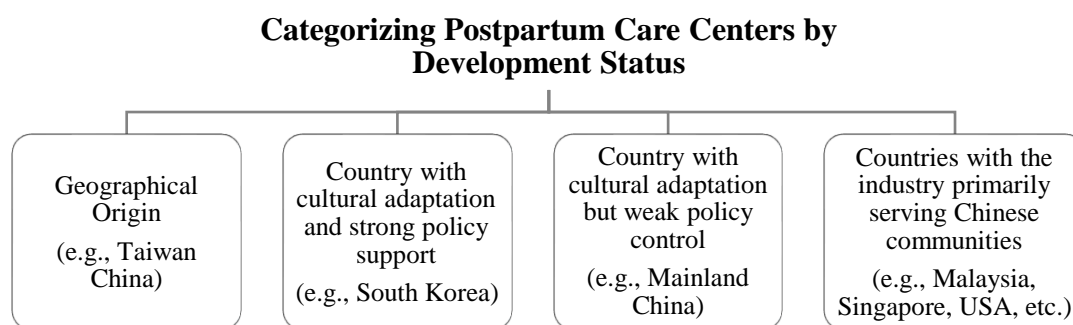 Categorizing Postpartum Care Centers by
Development Status
Geographical
Origin
(e.g., Taiwan
China)
Country with
cultural adaptation
and strong policy
support
(e.g., South Korea)
Country with
cultural adaptation
but weak policy
control
(e.g., Mainland
China)
Countries with the
industry primarily
serving Chinese
communities
(e.g., Malaysia,
Singapore, USA, etc.)